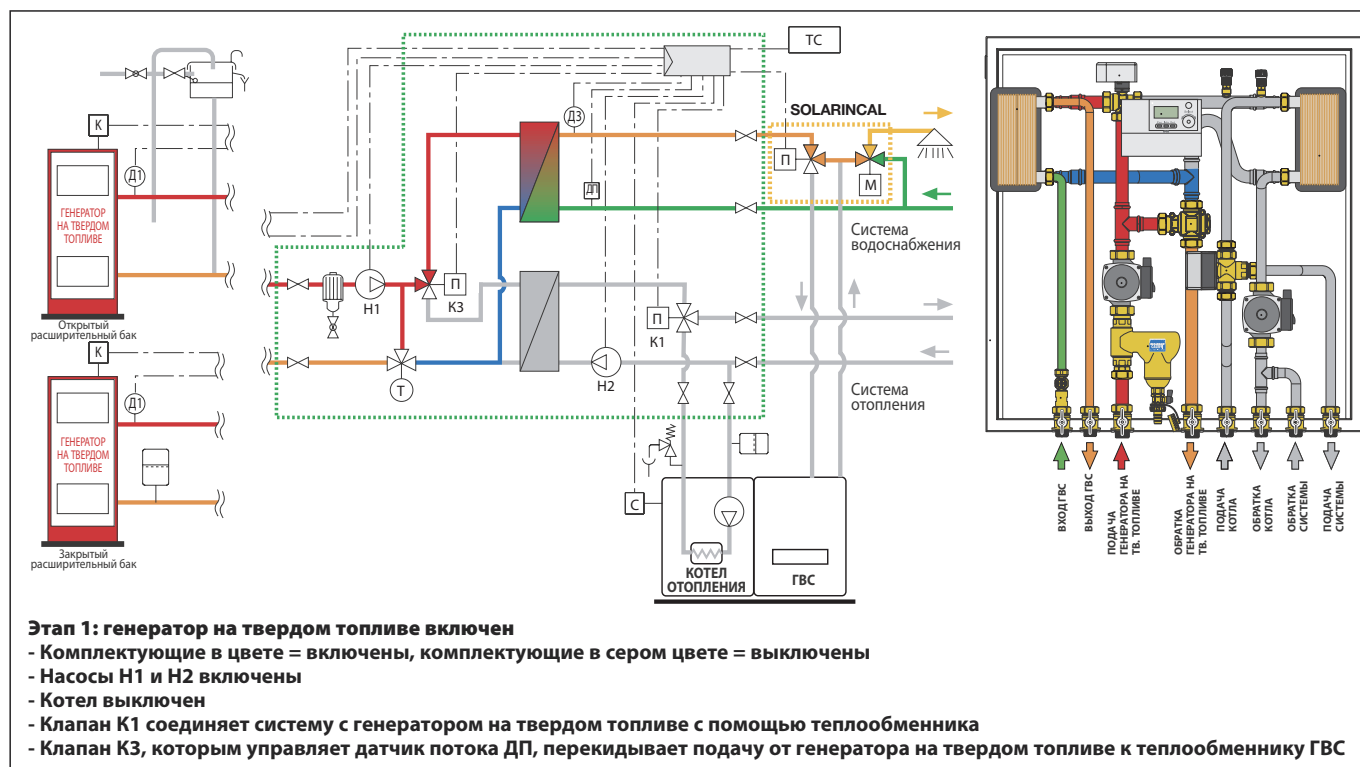 К
Д1
ГЕНЕРАТОР
НА ТВЕРДОМ
ТОПЛИВЕ
Открытый
расширительный бак
К
Д1
ГЕНЕРАТОР
НА ТВЕРДОМ
ТОПЛИВЕ
Закрытый
расширительный бак
ТС
Д3
ДП
SOLARINCAL
П
М
Система
водоснабжения
Н1
П
К3
П
К1
Т
Н2
Система
отопления
С
КОТЕЛ
ОТОПЛЕНИЯ
ГВС
ВХОД ГВС
ВЫХОД ГВС
ПОДАЧА
ГЕНЕРАТОРА НА
ТВ. ТОПЛИВЕ
ОБРАТКА
ГЕНЕРАТОРА НА
ТВ. ТОПЛИВЕ
ПОДАЧА
КОТЛА
ОБРАТКА
КОТЛА
ОБРАТКА
СИСТЕМЫ
ПОДАЧА
СИСТЕМЫ
Этап 1: генератор на твердом топливе включен
- Комплектующие в цвете = включены, комплектующие в сером цвете = выключены
- Насосы Н1 и Н2 включены
- Котел выключен
- Клапан К1 соединяет систему с генератором на твердом топливе с помощью теплообменника
- Клапан К3, которым управляет датчик потока ДП, перекидывает подачу от генератора на твердом топливе к теплообменнику ГВС